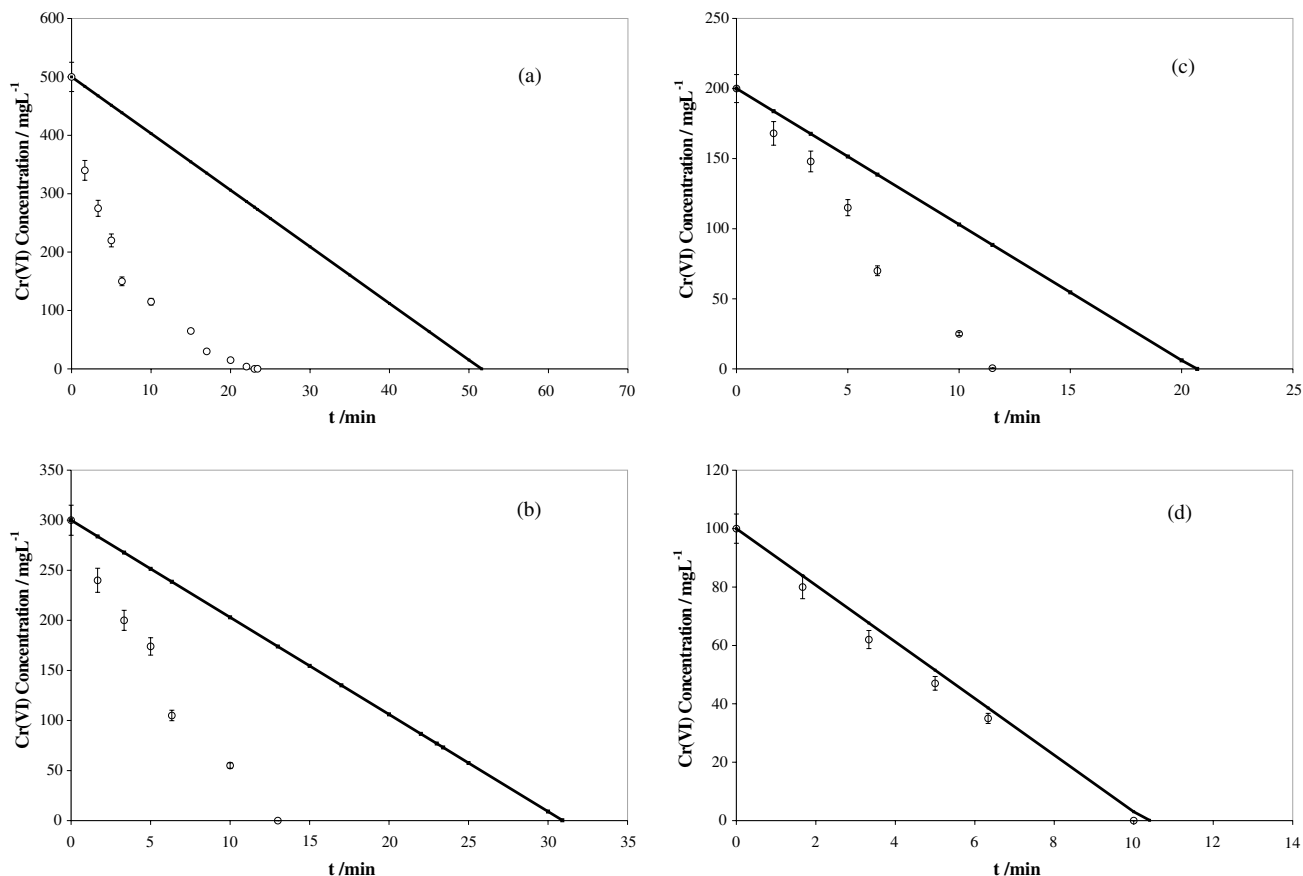 600
500
400
300
200
100
0
0 10 20 30 40 50 60 70
t /min
Cr(VI) Concentration / mgL-1
(a)
250
200
150
100
50
0
0 5 10 15 20 25
t /min
Cr(VI) Concentration / mgL-1
(c)
350
300
250
200
150
100
50
0
0 5 10 15 20 25 30 35
t /min
Cr(VI) Concentration / mgL-1
(b)
120
100
80
60
40
20
0
0 2 4 6 8 10 12 14
t /min
Cr(VI) Concentration / mgL-1
(d)